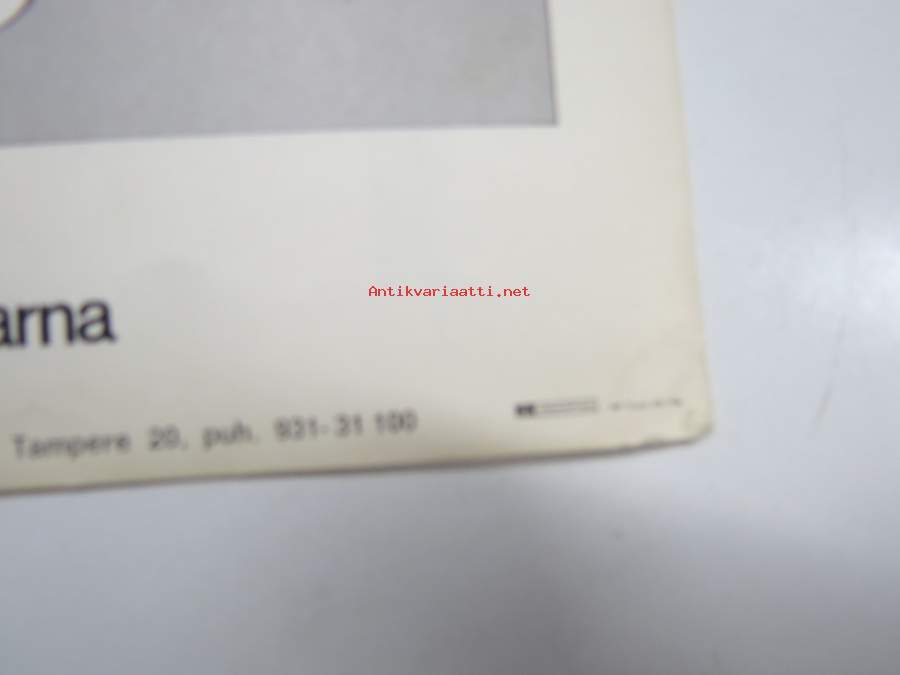 Antikvariaatti.net
arna
Tampere 20, puh. 931-31 100